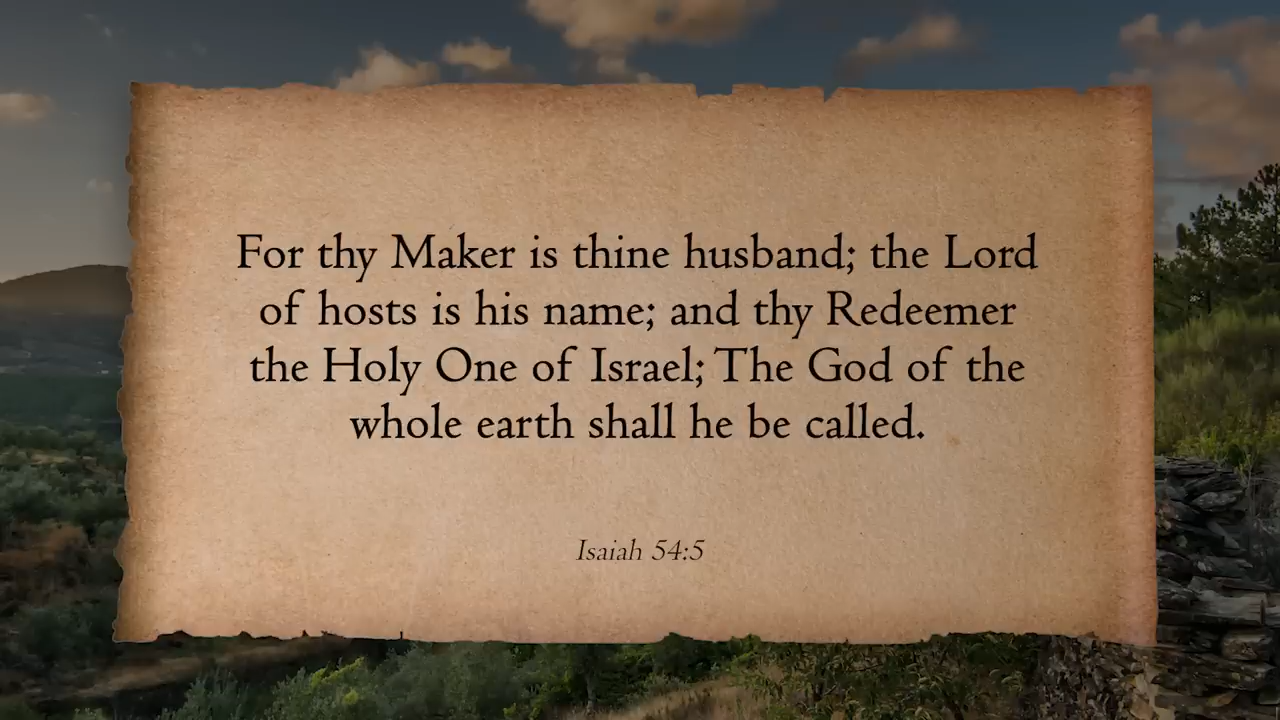 For thy Maker is thine husband; the Lord
of hosts is his name; and thy Redeemer
the Holy One of Israel; The God of the
whole earth shall he be called.
Isaiah 54:5